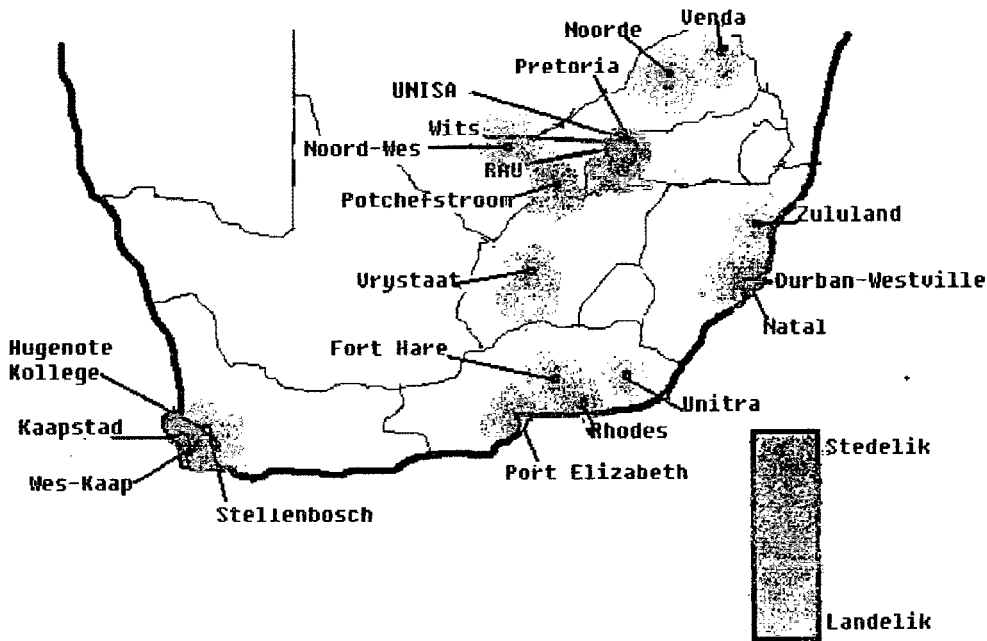 Venda
Noorde
Pretoria
UNISA
Wits
Noord-Wes
RAU
Potchefstroom
Zululand
Vrystaat
Durban-Westville
Natal
Fort Hare
Hugenote
Kollege
Unitra
Kaapstad
Rhodes
Stedelik
Port Elizabeth
Wes-Kaap
Stellenbosch
Landelik